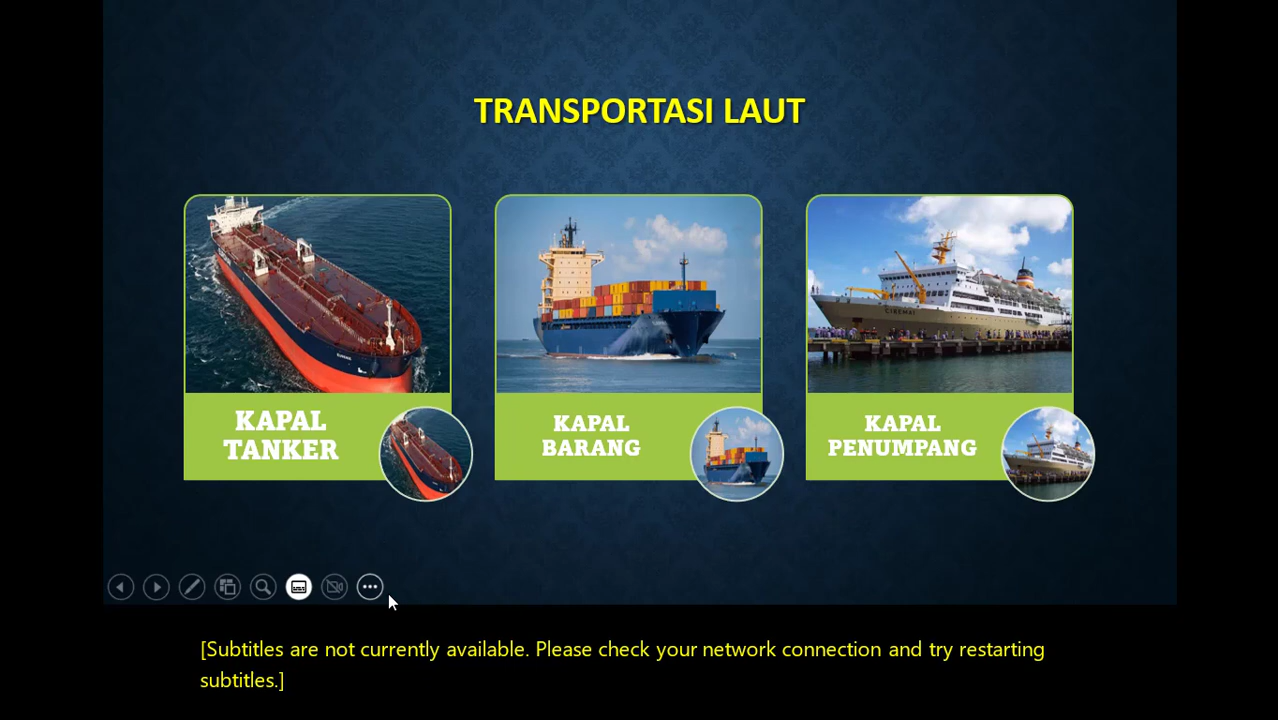 TRANSPORTASI LAUT
KAPAL
TANKER
KAPAL
BARANG
CIREMAI
KAPAL
PENUMPANG
[Subtitles are not currently available. Please check your network connection and try restarting
subtitles.]